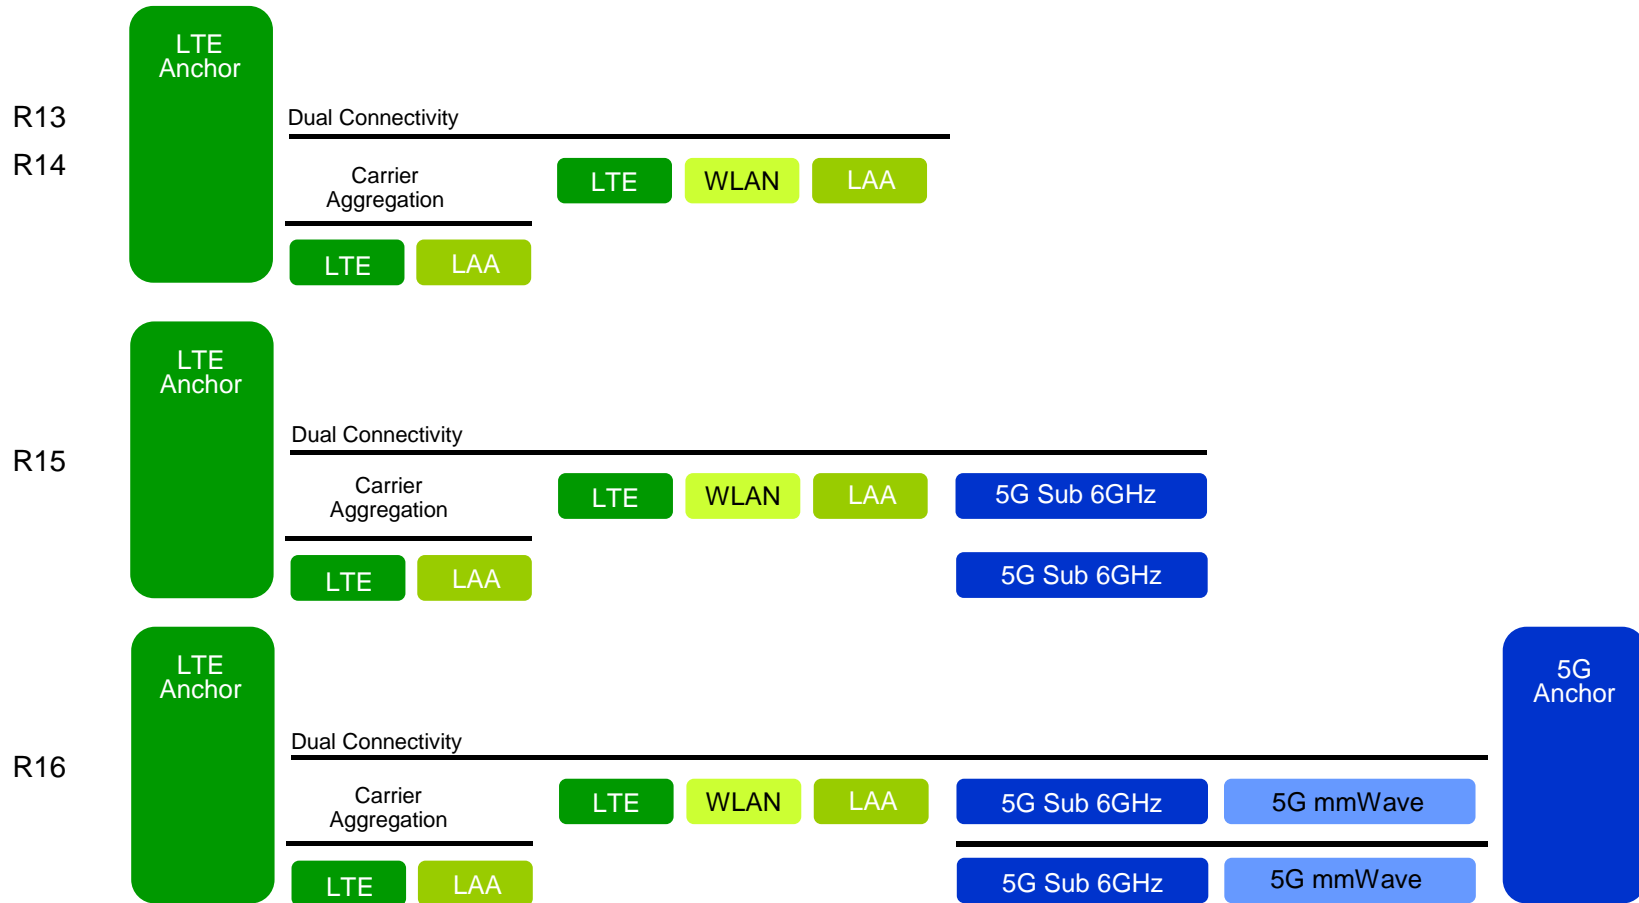 LTE
Anchor
R13
Dual Connectivity
R14
Carrier
Aggregation
LTE
WLAN
LAA
LTE
LAA
LTE
Anchor
R15
Dual Connectivity
Carrier
Aggregation
LTE
WLAN
LAA
5G Sub 6GHz
LTE
LAA
5G Sub 6GHz
LTE
Anchor
5G
Anchor
R16
Dual Connectivity
Carrier
Aggregation
LTE
WLAN
LAA
5G Sub 6GHz
5G mmWave
LTE
LAA
5G Sub 6GHz
5G mmWave